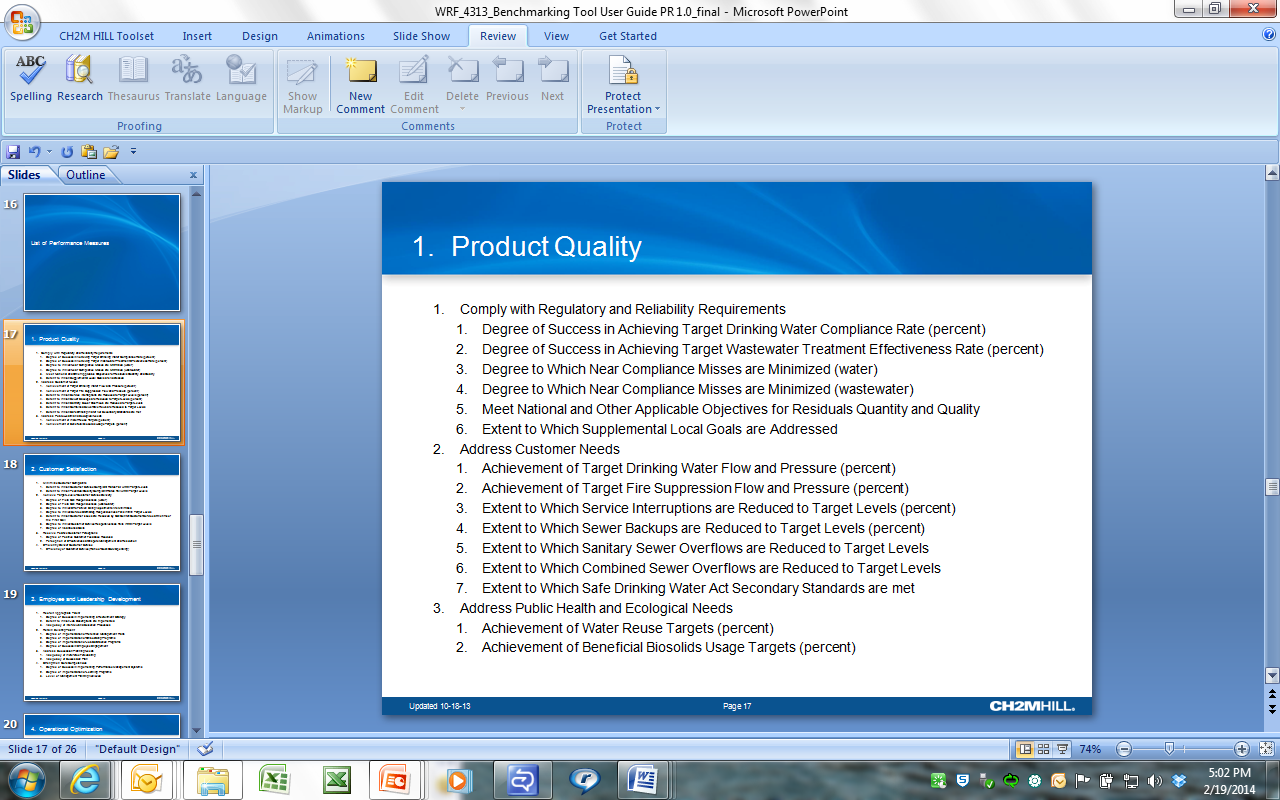 WRF_4313_Benchmarking Tool User Guide PR 1.0_final - Microsoft PowerPoint
CH2M HILL Toolset Insert Design Animations Slide Show Review View Get Started
ABC
Spelling Research Thesaurus Translate Language
Show Markup
New Comment
Edit Comment
Delete Previous Next
Protect Presentation
Proofing Comments Protect
Slides Outline x
16
List of Performance Measures
17
1. Product Quality
18
2. Customer Satisfaction
19
3. Employee and Leadership Development
20
4. Operational Optimization
1. Product Quality
1. Comply with Regulatory and Reliability Requirements
1. Degree of Success in Achieving Target Drinking Water Compliance Rate (percent)
2. Degree of Success in Achieving Target Wastewater Treatment Effectiveness Rate (percent)
3. Degree to Which Near Compliance Misses are Minimized (water)
4. Degree to Which Near Compliance Misses are Minimized (wastewater)
5. Meet National and Other Applicable Objectives for Residuals Quantity and Quality
6. Extent to Which Supplemental Local Goals are Addressed
2. Address Customer Needs
1. Achievement of Target Drinking Water Flow and Pressure (percent)
2. Achievement of Target Fire Suppression Flow and Pressure (percent)
3. Extent to Which Service Interruptions are Reduced to Target Levels (percent)
4. Extent to Which Sewer Backups are Reduced to Target Levels (percent)
5. Extent to Which Sanitary Sewer Overflows are Reduced to Target Levels
6. Extent to Which Combined Sewer Overflows are Reduced to Target Levels
7. Extent to Which Safe Drinking Water Act Secondary Standards are met
3. Address Public Health and Ecological Needs
1. Achievement of Water Reuse Targets (percent)
2. Achievement of Beneficial Biosolids Usage Targets (percent)
Updated 10-18-13 Page 17 CH2MHILL.
Slide 17 of 26 "Default Design" 74%
5:02 PM
2/19/2014